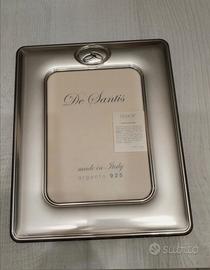 De Santis
made in Italy
argento 925
subito